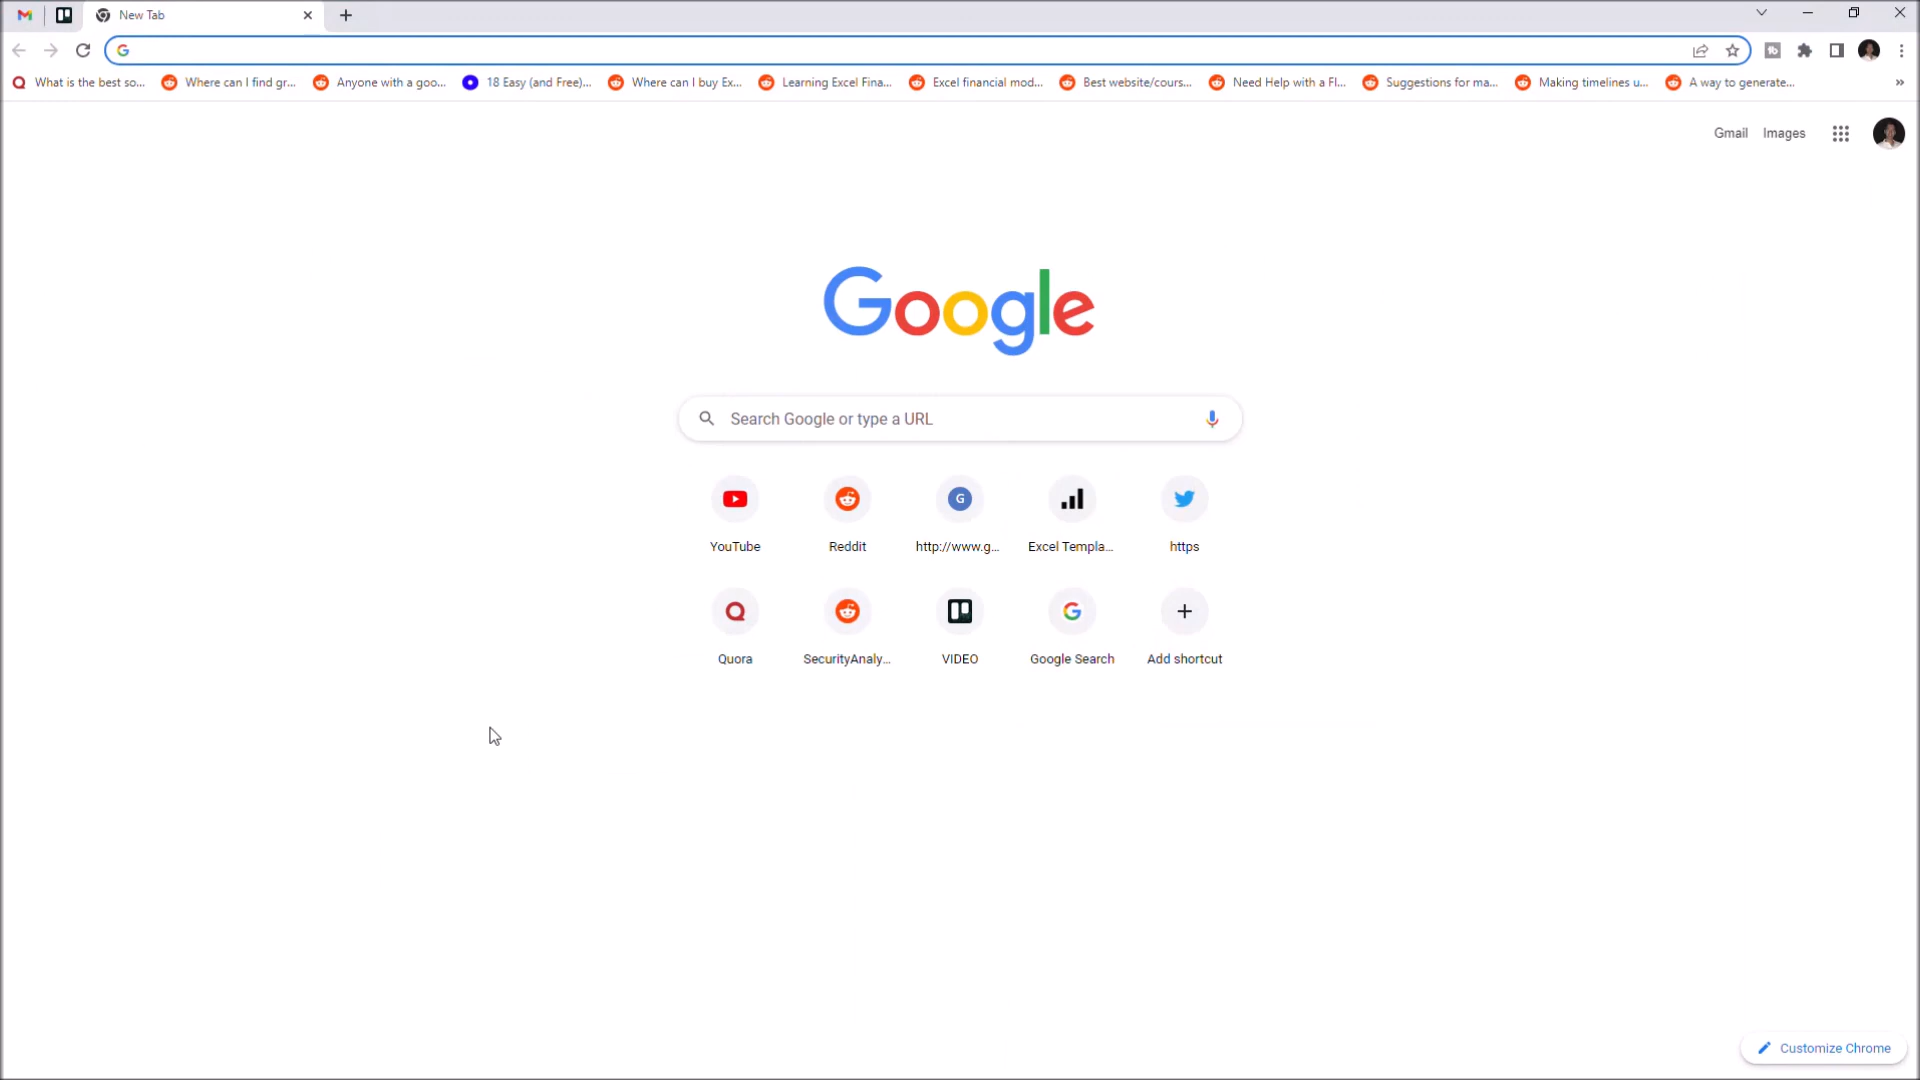 New Tab
What is the best so... Where can I find gr... Anyone with a goo... 18 Easy (and Free)... Where can I buy Ex... Learning Excel Fina... Excel financial mod... Best website/cours... Need Help with a Fl... Suggestions for ma... Making timelines u... A way to generate... »
Gmail Images
Google
Search Google or type a URL
G
YouTube Reddit http://www.g... Excel Templa... https
Quora SecurityAnaly... VIDEO Google Search Add shortcut
Customize Chrome